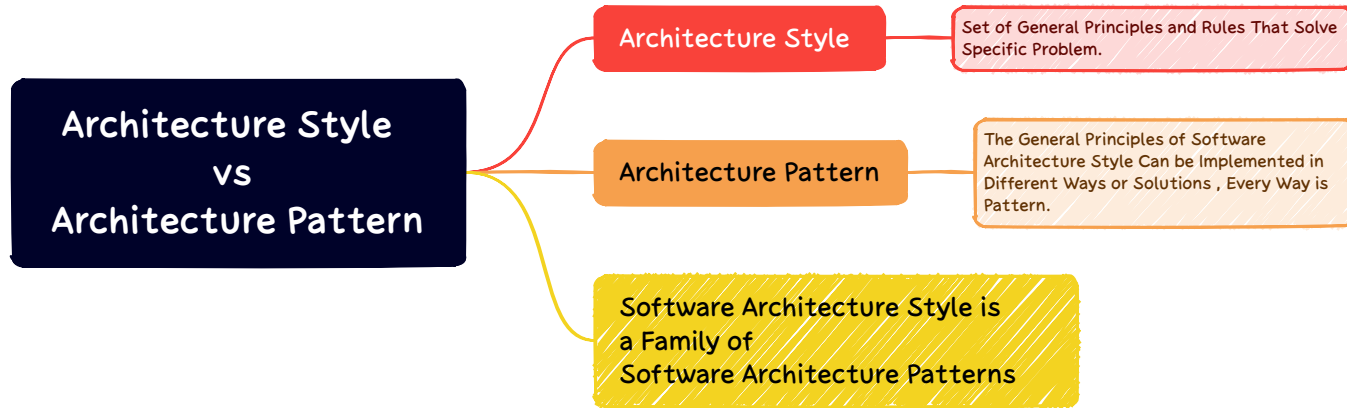 Architecture Style
vs
Architecture Pattern
Architecture Style
Set of General Principles and Rules That Solve
Specific Problem.
Architecture Pattern
The General Principles of Software
Architecture Style Can be Implemented in
Different Ways or Solutions , Every Way is
Pattern.
Software Architecture Style is
a Family of
Software Architecture Patterns